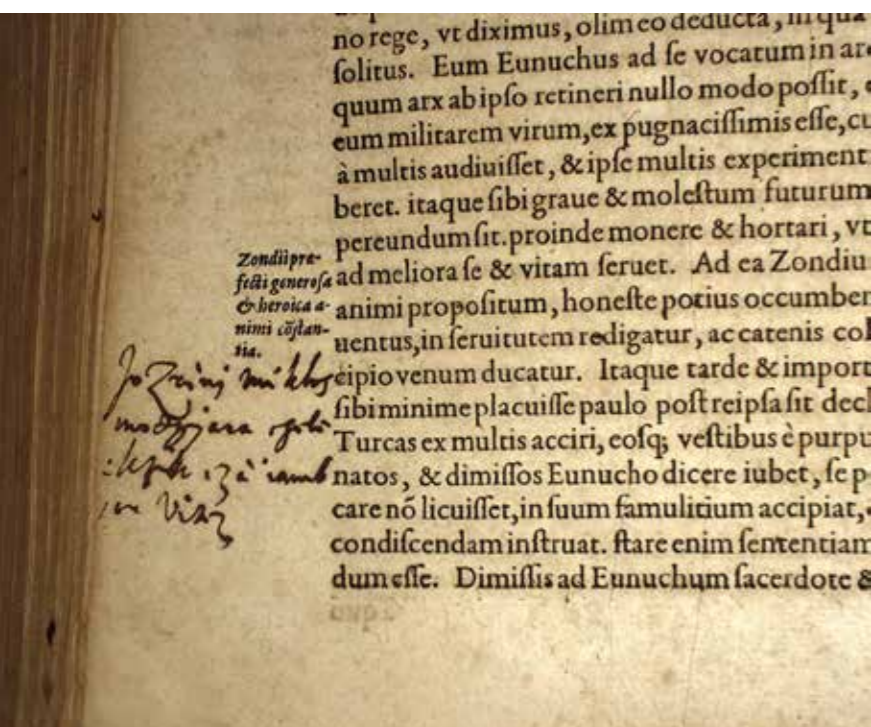 no rege, vt diximus, olim eo deducta, in qua
ſolitus. Eum Eunuchus ad ſe vocatum in ar
quum arx ab ipſo retineri nullo modo poſſit,
eum militarem virum, ex pugnaciſſimis eſſe, cu
à multis audiuiſſet, & ipſe multis experiment
beret. itaque ſibi graue & moleſtum futurum
pereundum ſit. proinde monere & hortari, vt
Zondii præ-
fecti generoſa
& heroica a-
nimi cõſtan-
tia.
ad meliora ſe & vitam ſeruet. Ad ea Zondiu
animi propoſitum, honeſte potius occumber
uentus, in ſeruitutem redigatur, ac catenis col
cipio venum ducatur. Itaque tarde & import
ſibi minime placuiſſe paulo poſt reipſa ſit decl
Turcas ex multis acciri, eoſq; veſtibus è purpu
natos, & dimiſſos Eunucho dicere iubet, ſe p
care nõ licuiſſet, in ſuum famulitium accipiat,
condiſcendam inſtruat. ſtare enim ſententiam
dum eſſe. Dimiſſis ad Eunuchum ſacerdote &
Jo Zrini miklos